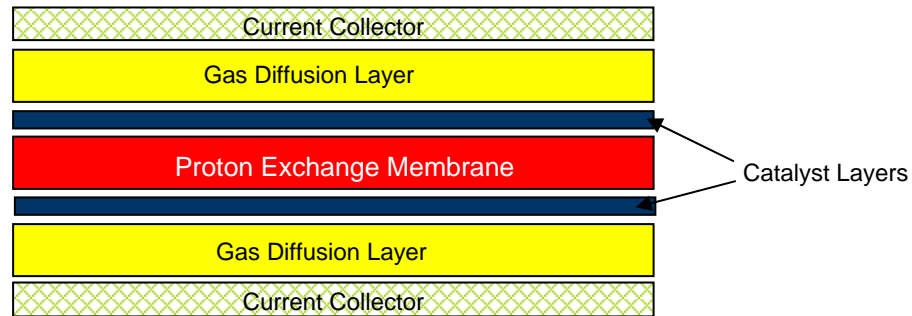 Current Collector
Gas Diffusion Layer
Proton Exchange Membrane
Catalyst Layers
Gas Diffusion Layer
Current Collector